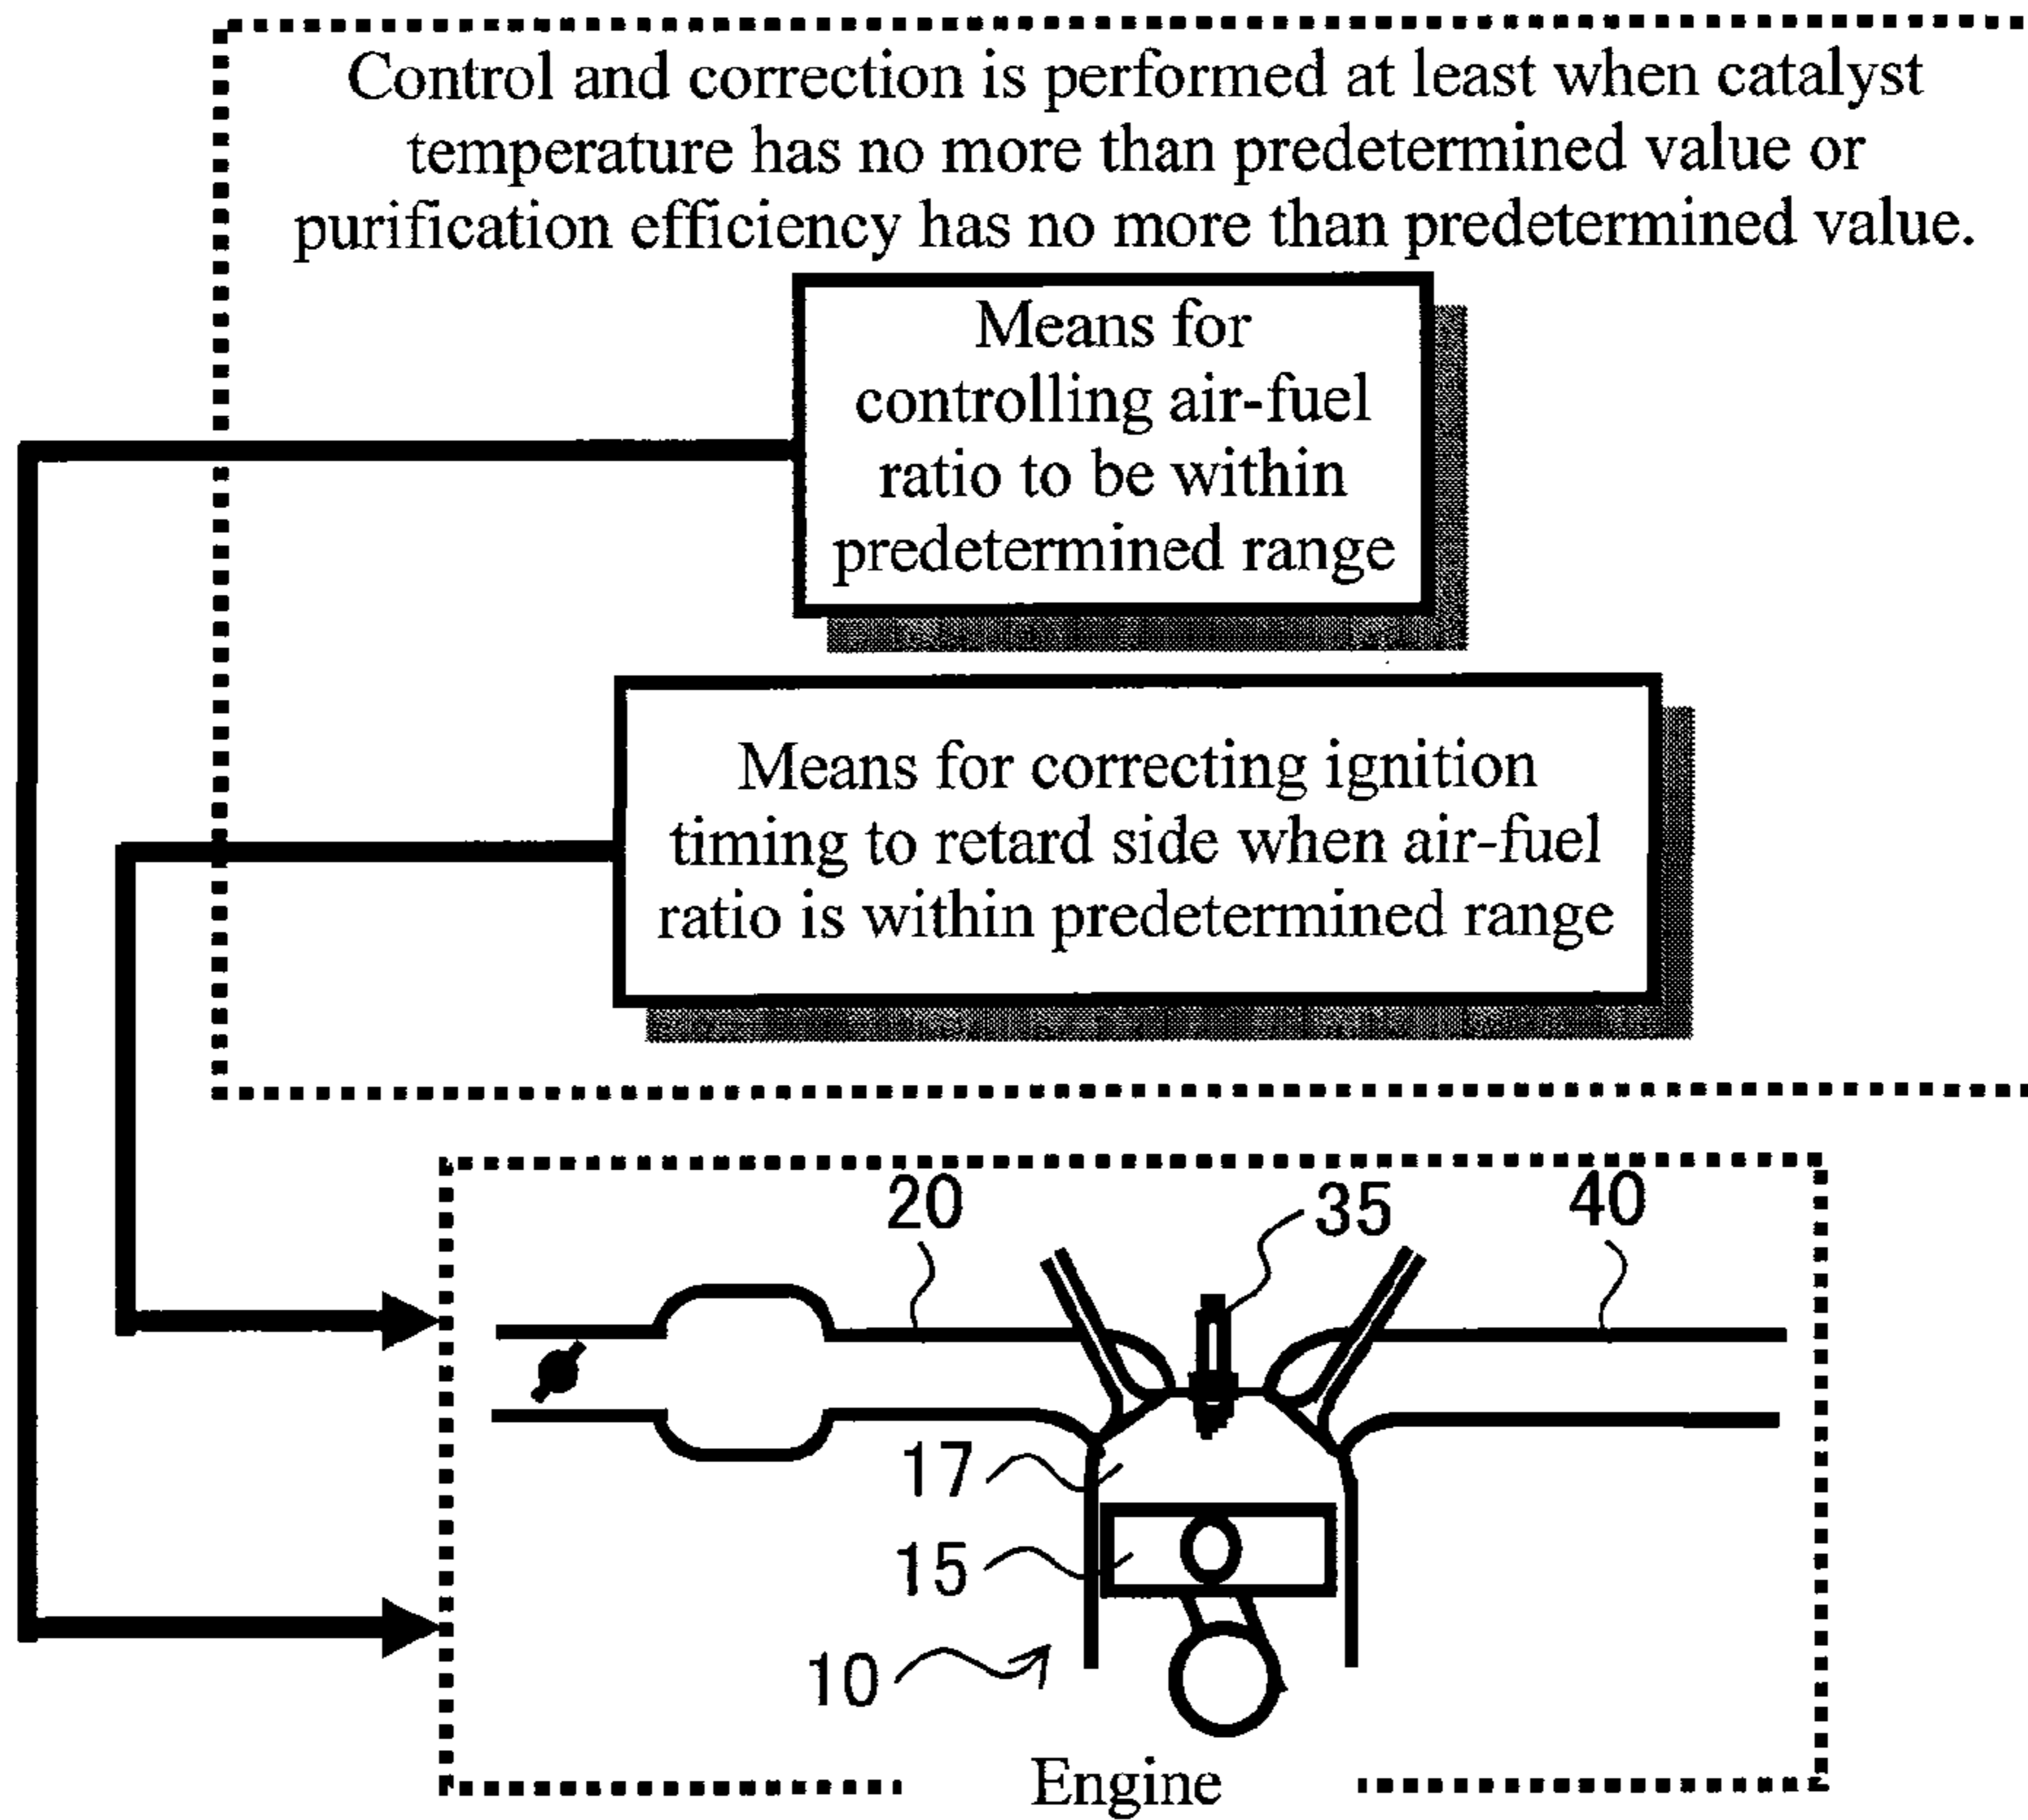 Control and correction is performed at least when catalyst
temperature has no more than predetermined value or
purification efficiency has no more than predetermined value.
Means for
controlling air-fuel
ratio to be within
predetermined range
Means for correcting ignition
timing to retard side when air-fuel
ratio is within predetermined range
20
35
40
17
15
10
Engine